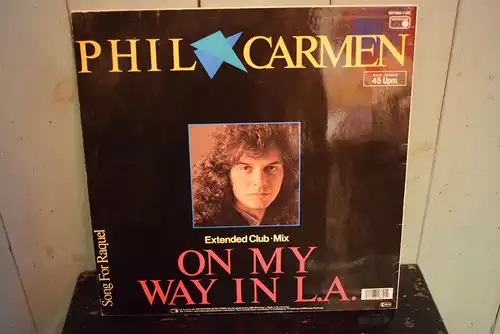 PHIL CARMEN
MAXI-SINGLE
45 Upm
Extended Club·Mix
ON MY
WAY IN L.A.
Song For Raquel